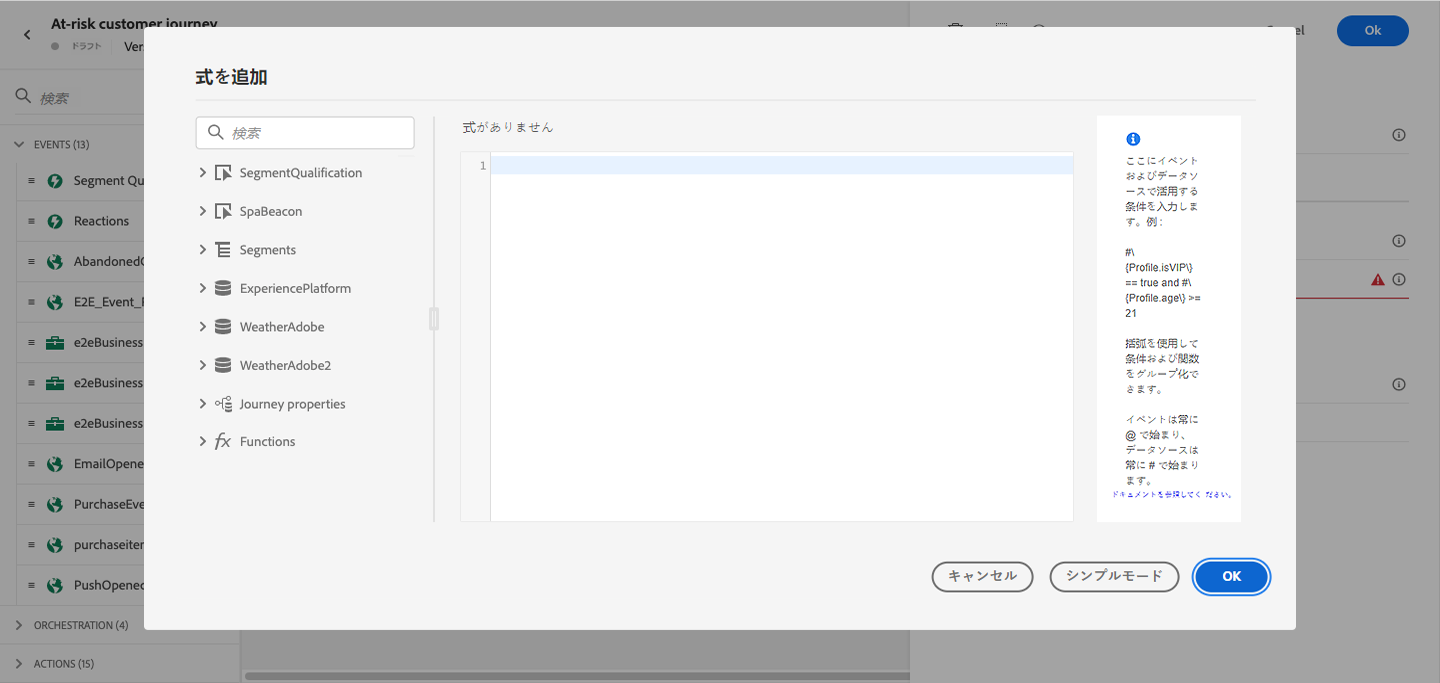 At-risk customer journey
ドラフト
Ver
Ok
検索
EVENTS (13)
Segment Qu
Reactions
Abandoned
E2E_Event_
e2eBusiness
e2eBusiness
e2eBusiness
EmailOpene
PurchaseEve
purchaseiter
PushOpened
ORCHESTRATION (4)
ACTIONS (15)
式を追加
検索
SegmentQualification
SpaBeacon
Segments
ExperiencePlatform
WeatherAdobe
WeatherAdobe2
Journey properties
Functions
式がありません
1
ここにイベント
およびデータソ
ースで活用する
条件を入力しま
す。例 :
#\
{Profile.isVIP\}
== true and #\
{Profile.age\} >=
21
括弧を使用して
条件および関数
をグループ化で
きます。
イベントは常に
@ で始まり、
データソースは
常に # で始まり
ます。
ドキュメントを参照してく ださい。
キャンセル
シンプルモード
OK